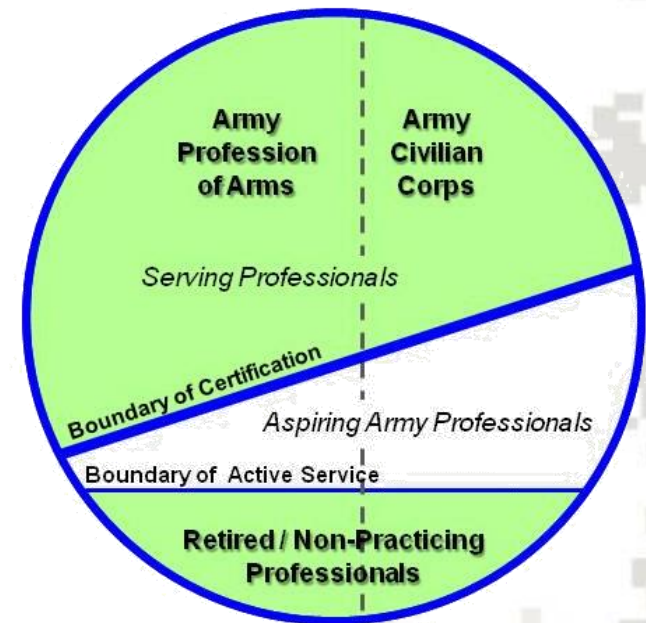 Army
Profession
of Arms
Army
Civilian
Corps
Serving Professionals
Boundary of Certification
Aspiring Army Professionals
Boundary of Active Service
Retired / Non-Practicing
Professionals